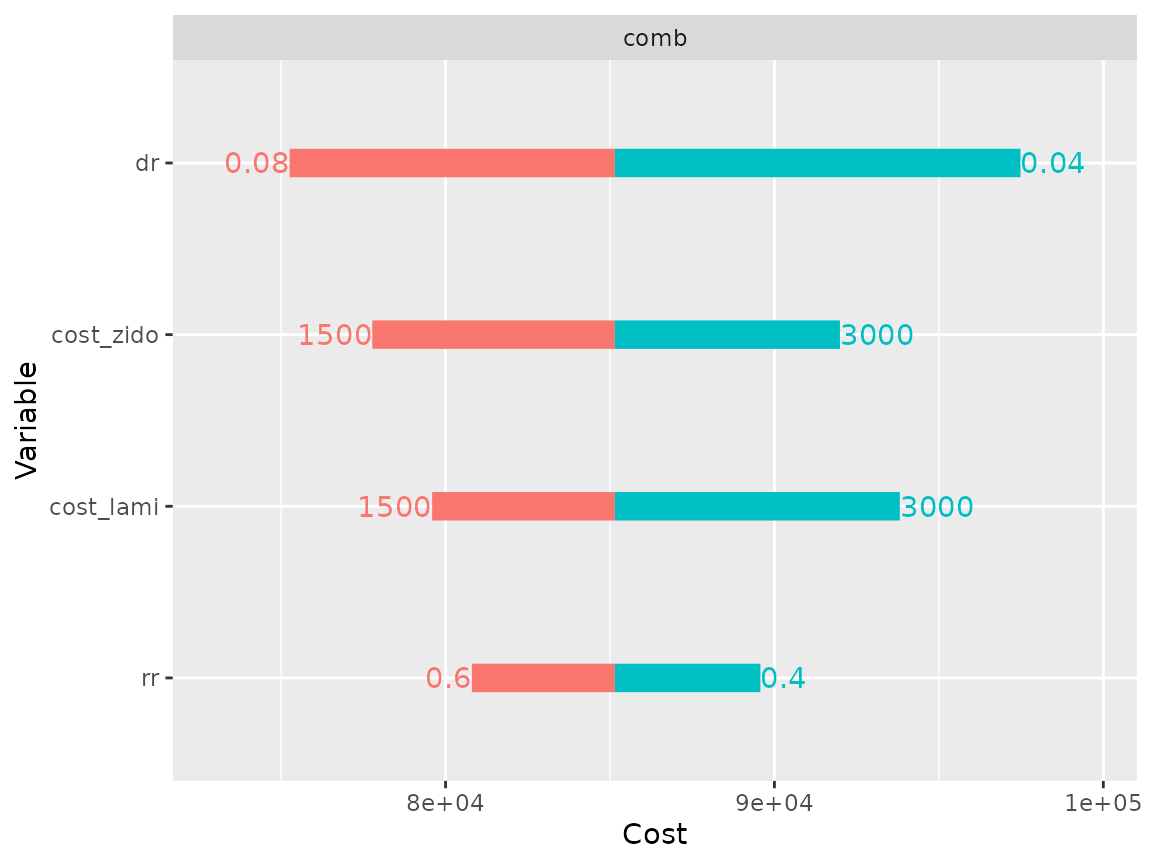 comb
dr
0.08
0.04
cost_zido
1500
3000
cost_lami
1500
3000
rr
0.6
0.4
Variable
8e+04
9e+04
1e+05
Cost